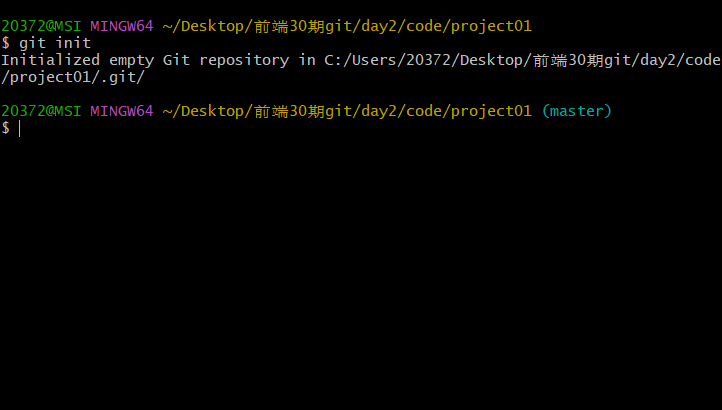 20372@MSI MINGW64 ~/Desktop/前端30期git/day2/code/project01
$ git init
Initialized empty Git repository in C:/Users/20372/Desktop/前端30期git/day2/code
/project01/.git/
20372@MSI MINGW64 ~/Desktop/前端30期git/day2/code/project01 (master)
$